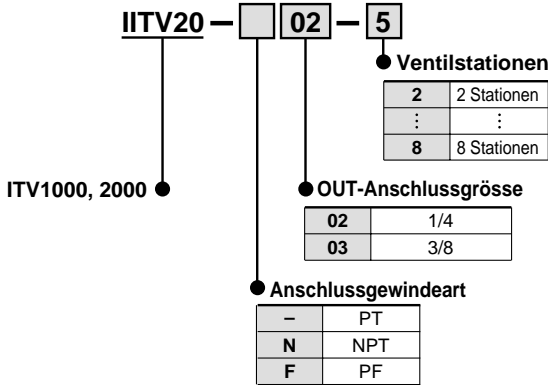 IITV20 – 02 – 5
Ventilstationen
2 2 Stationen
⋮ ⋮
8 8 Stationen
ITV1000, 2000
OUT-Anschlussgrösse
02 1/4
03 3/8
Anschlussgewindeart
– PT
N NPT
F PF